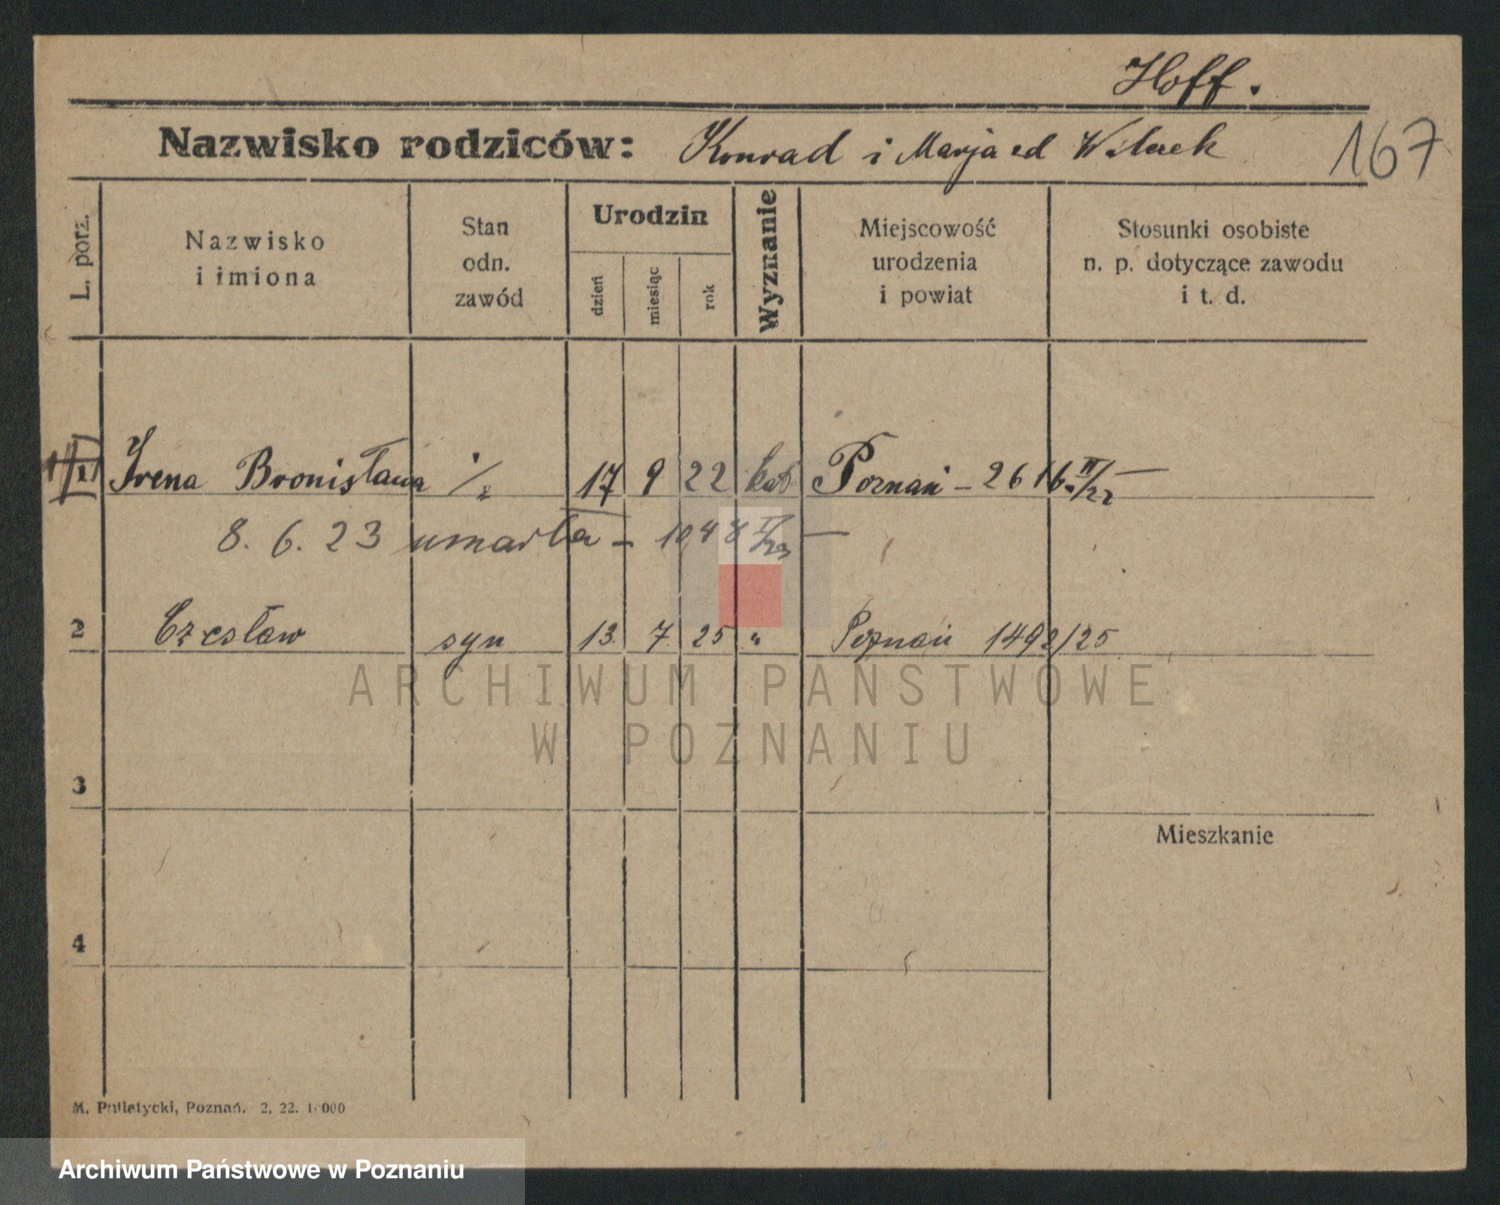 Hoff.
Nazwisko rodziców: Konrad i Marja
167
L. porz.
Nazwisko
i imiona
Stan
odn.
zawód
Urodzin
dzień
miesiąc
rok
Wyznanie
Miejscowość
urodzenia
i powiat
Stosunki osobiste
n. p. dotyczące zawodu
i t. d.
Irena Bronisława 17 9 22 kat Poznań – 2616 II/22 –
8. 6. 23 umarła – 1048 II/23 –
2 Czesław syn 13 7 25 " Poznań 1492/25
ARCHIWUM PAŃSTWOWE
W POZNANIU
3
Mieszkanie
4
M. Putiatycki, Poznań. 2. 22.
Archiwum Państwowe w Poznaniu